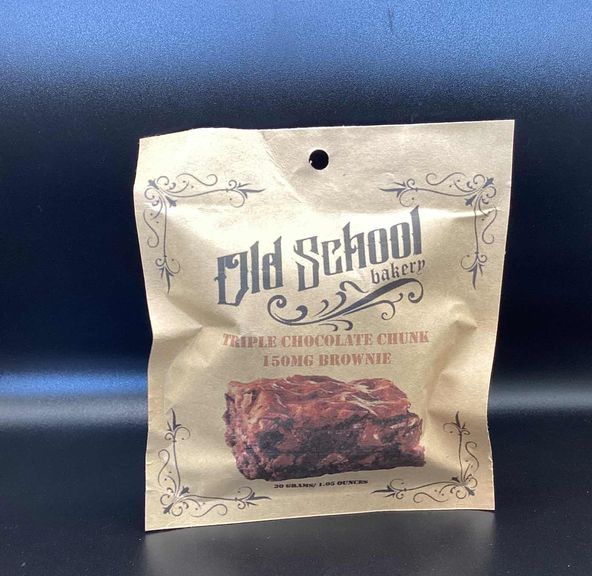 Old School
bakery
TRIPLE CHOCOLATE CHUNK
150MG BROWNIE
30 GRAMS/ 1.05 OUNCES